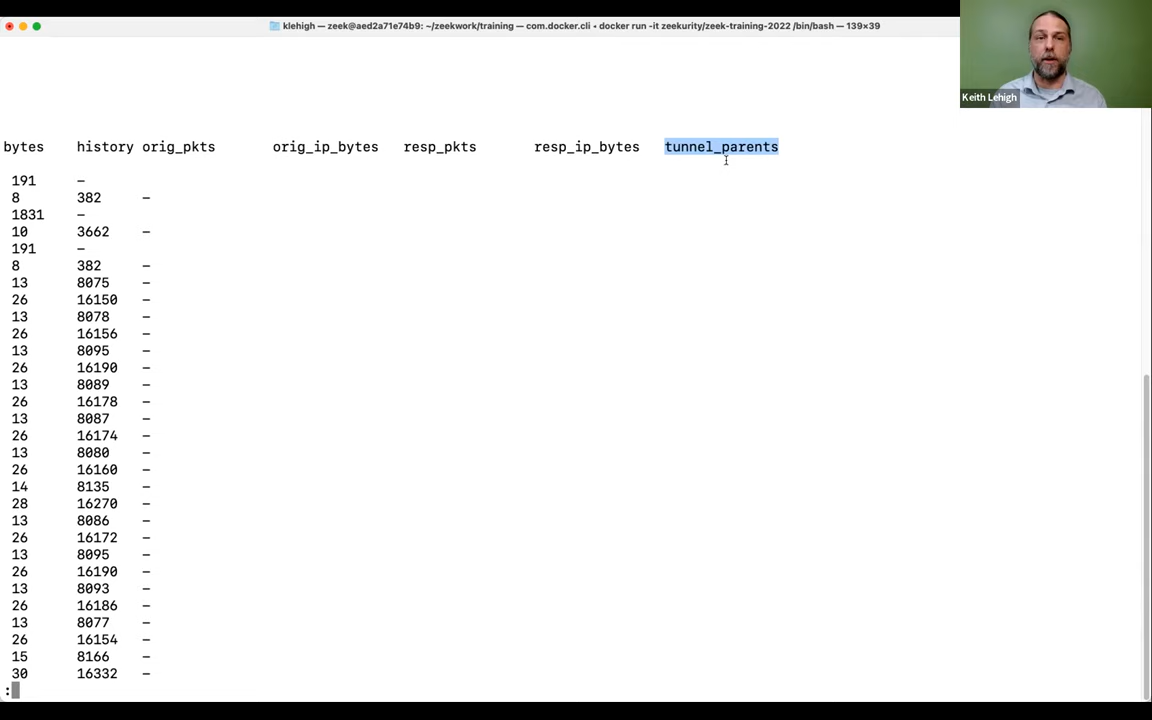 klehigh — zeek@aed2a71e74b9: ~/zeekwork/training — com.docker.cli • docker run -it zeekurity/zeek-training-2022 /bin/bash — 139×39
Keith Lehigh
bytes history orig_pkts orig_ip_bytes resp_pkts resp_ip_bytes tunnel_parents
191 –
8 382 –
1831 –
10 3662 –
191 –
8 382 –
13 8075 –
26 16150 –
13 8078 –
26 16156 –
13 8095 –
26 16190 –
13 8089 –
26 16178 –
13 8087 –
26 16174 –
13 8080 –
26 16160 –
14 8135 –
28 16270 –
13 8086 –
26 16172 –
13 8095 –
26 16190 –
13 8093 –
26 16186 –
13 8077 –
26 16154 –
15 8166 –
30 16332 –
: